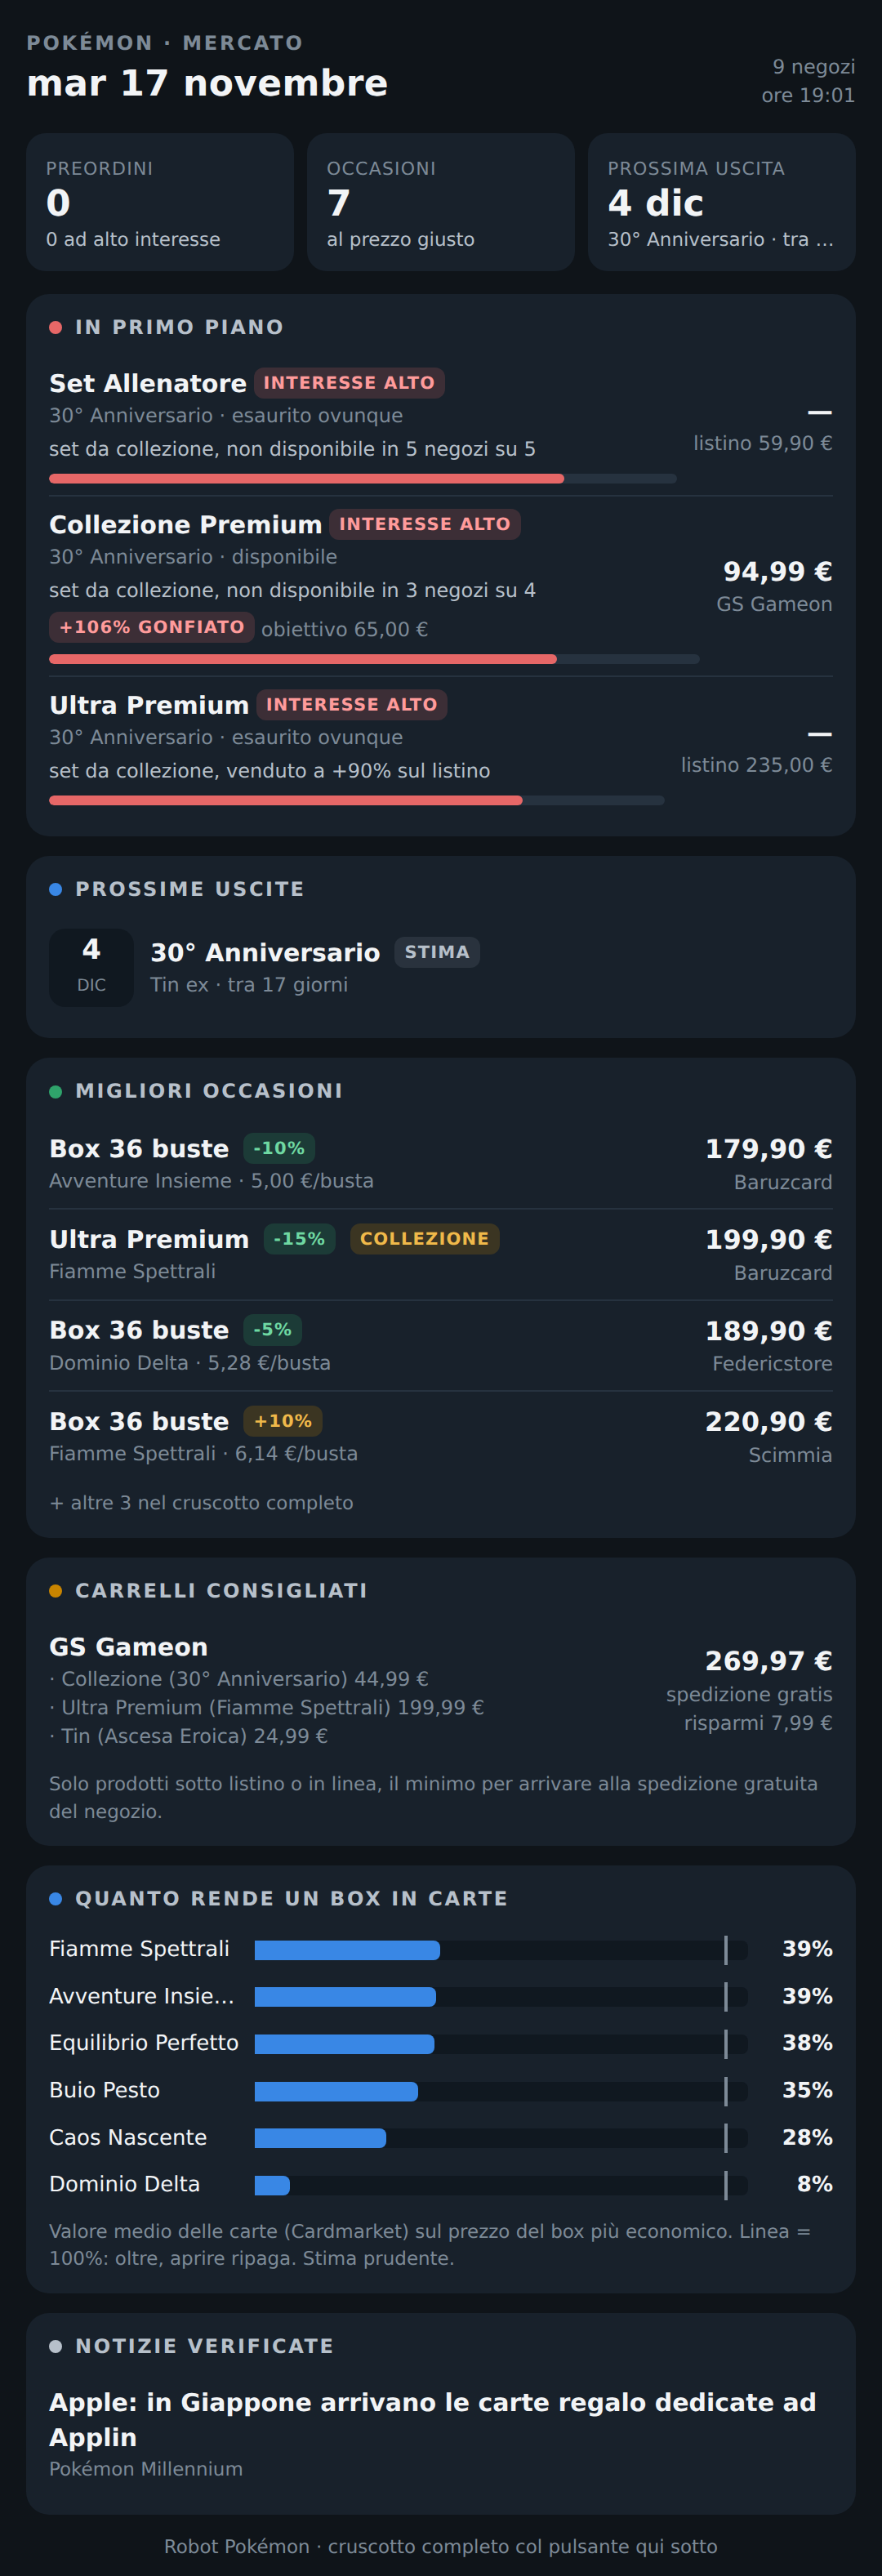 POKÉMON · MERCATO
mar 17 novembre
9 negozi
ore 19:01
PREORDINI
0
0 ad alto interesse
OCCASIONI
7
al prezzo giusto
PROSSIMA USCITA
4 dic
30° Anniversario · tra …
IN PRIMO PIANO
Set Allenatore INTERESSE ALTO
30° Anniversario · esaurito ovunque
set da collezione, non disponibile in 5 negozi su 5
—
listino 59,90 €
Collezione Premium INTERESSE ALTO
30° Anniversario · disponibile
set da collezione, non disponibile in 3 negozi su 4
+106% GONFIATO obiettivo 65,00 €
94,99 €
GS Gameon
Ultra Premium INTERESSE ALTO
30° Anniversario · esaurito ovunque
set da collezione, venduto a +90% sul listino
—
listino 235,00 €
PROSSIME USCITE
4
DIC
30° Anniversario STIMA
Tin ex · tra 17 giorni
MIGLIORI OCCASIONI
Box 36 buste -10%
Avventure Insieme · 5,00 €/busta
179,90 €
Baruzcard
Ultra Premium -15% COLLEZIONE
Fiamme Spettrali
199,90 €
Baruzcard
Box 36 buste -5%
Dominio Delta · 5,28 €/busta
189,90 €
Federicstore
Box 36 buste +10%
Fiamme Spettrali · 6,14 €/busta
220,90 €
Scimmia
+ altre 3 nel cruscotto completo
CARRELLI CONSIGLIATI
GS Gameon
· Collezione (30° Anniversario) 44,99 €
· Ultra Premium (Fiamme Spettrali) 199,99 €
· Tin (Ascesa Eroica) 24,99 €
269,97 €
spedizione gratis
risparmi 7,99 €
Solo prodotti sotto listino o in linea, il minimo per arrivare alla spedizione gratuita
del negozio.
QUANTO RENDE UN BOX IN CARTE
Fiamme Spettrali 39%
Avventure Insie… 39%
Equilibrio Perfetto 38%
Buio Pesto 35%
Caos Nascente 28%
Dominio Delta 8%
Valore medio delle carte (Cardmarket) sul prezzo del box più economico. Linea =
100%: oltre, aprire ripaga. Stima prudente.
NOTIZIE VERIFICATE
Apple: in Giappone arrivano le carte regalo dedicate ad
Applin
Pokémon Millennium
Robot Pokémon · cruscotto completo col pulsante qui sotto